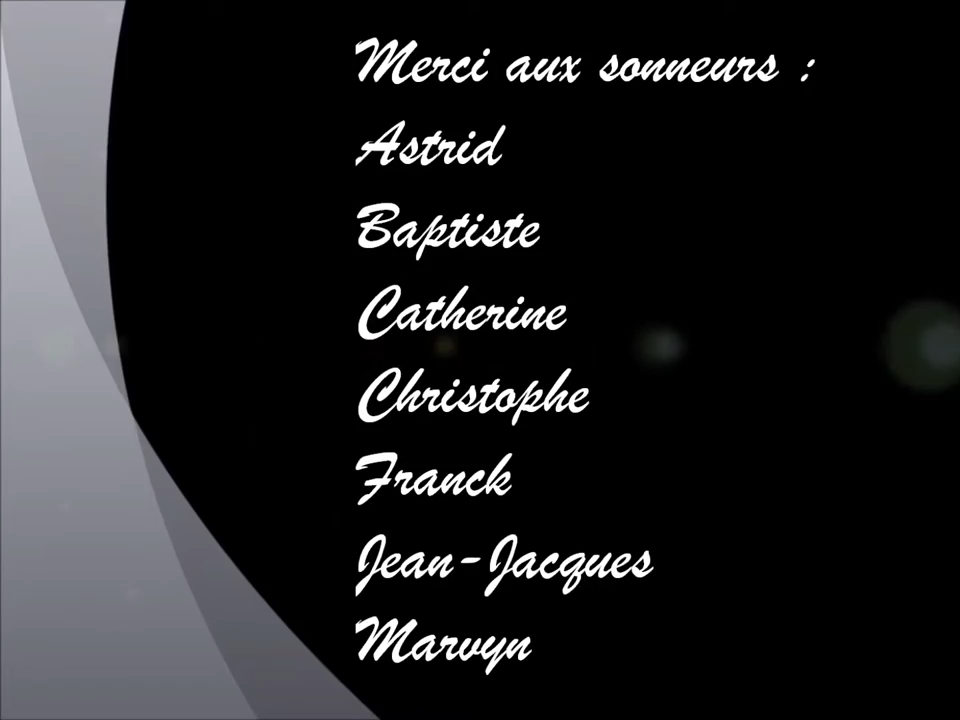 Merci aux sonneurs :
Astrid
Baptiste
Catherine
Christophe
Franck
Jean-Jacques
Marvyn